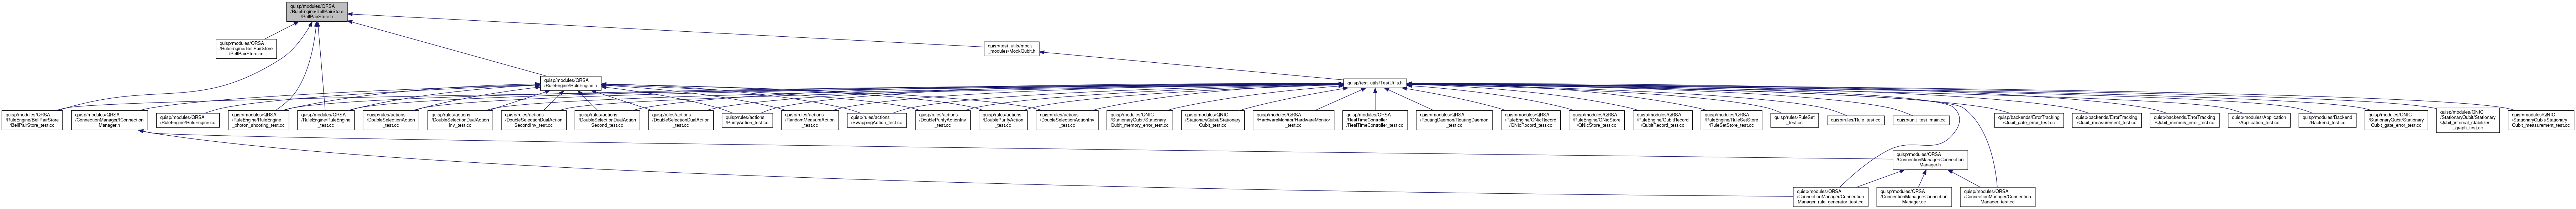 quisp/modules/QRSA
/RuleEngine/BellPairStore
/BellPairStore.h
quisp/modules/QRSA
/RuleEngine/BellPairStore
/BellPairStore.cc
quisp/test_utils/mock
_modules/MockQubit.h
quisp/modules/QRSA
/RuleEngine/RuleEngine.h
quisp/test_utils/TestUtils.h
quisp/modules/QRSA
/RuleEngine/BellPairStore
/BellPairStore_test.cc
quisp/modules/QRSA
/ConnectionManager/IConnection
Manager.h
quisp/modules/QRSA
/RuleEngine/RuleEngine.cc
quisp/modules/QRSA
/RuleEngine/RuleEngine
_photon_shooting_test.cc
quisp/modules/QRSA
/RuleEngine/RuleEngine
_test.cc
quisp/rules/actions
_test.cc
quisp/rules/actions
/DoubleSelectionDualAction
Inv_test.cc
quisp/rules/actions
/DoubleSelectionDualAction
SecondInv_test.cc
quisp/rules/actions
/DoubleSelectionDualAction
Second_test.cc
quisp/rules/actions
/DoubleSelectionDualAction
_test.cc
quisp/rules/actions
/PurifyAction_test.cc
quisp/rules/actions
/RandomMeasureAction
_test.cc
quisp/rules/actions
/SwappingAction_test.cc
quisp/rules/actions
/DoublePurifyActionInv
_test.cc
quisp/rules/actions
/DoublePurifyAction
_test.cc
quisp/rules/actions
/DoubleSelectionActionInv
_test.cc
quisp/modules/QNIC
/StationaryQubit/Stationary
Qubit_memory_error_test.cc
quisp/modules/QNIC
/StationaryQubit/Stationary
Qubit_test.cc
quisp/modules/QRSA
/HardwareMonitor/HardwareMonitor
_test.cc
quisp/modules/QRSA
/RealTimeController
/RealTimeController_test.cc
quisp/modules/QRSA
/RoutingDaemon/RoutingDaemon
_test.cc
quisp/modules/QRSA
/RuleEngine/QNicRecord
/QNicRecord_test.cc
quisp/modules/QRSA
/RuleEngine/QNicStore
/QNicStore_test.cc
quisp/modules/QRSA
/RuleEngine/QubitRecord
/QubitRecord_test.cc
quisp/modules/QRSA
/RuleEngine/RuleSetStore
/RuleSetStore_test.cc
quisp/rules/RuleSet
_test.cc
quisp/rules/Rule_test.cc
quisp/unit_test_main.cc
quisp/backends/ErrorTracking
/Qubit_gate_error_test.cc
quisp/backends/ErrorTracking
/Qubit_measurement_test.cc
quisp/backends/ErrorTracking
/Qubit_memory_error_test.cc
quisp/modules/Application
/Application_test.cc
quisp/modules/Backend
/Backend_test.cc
quisp/modules/QNIC
/StationaryQubit/Stationary
Qubit_gate_error_test.cc
quisp/modules/QNIC
/StationaryQubit/Stationary
Qubit_internal_stabilizer
_graph_test.cc
quisp/modules/QNIC
/StationaryQubit/Stationary
Qubit_measurement_test.cc
quisp/modules/QRSA
/ConnectionManager/Connection
Manager.h
quisp/modules/QRSA
/ConnectionManager/Connection
Manager_rule_generator_test.cc
quisp/modules/QRSA
/ConnectionManager/Connection
Manager.cc
quisp/modules/QRSA
/ConnectionManager/Connection
Manager_test.cc